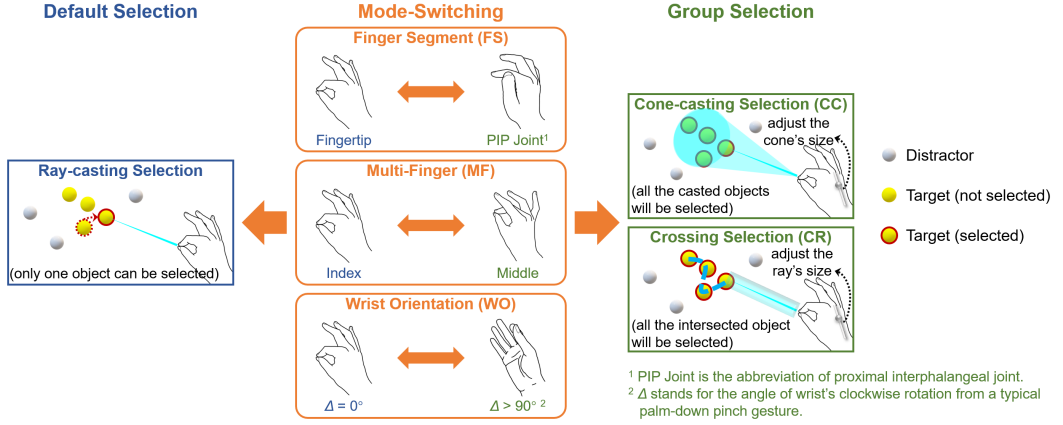 Default Selection
Mode-Switching
Group Selection
Finger Segment (FS)
Fingertip
PIP Joint¹
Multi-Finger (MF)
Index
Middle
Wrist Orientation (WO)
Δ = 0°
Δ > 90° ²
Ray-casting Selection
(only one object can be selected)
Cone-casting Selection (CC)
adjust the
cone's size
(all the casted objects
will be selected)
Crossing Selection (CR)
adjust the
ray's size
(all the intersected object
will be selected)
Distractor
Target (not selected)
Target (selected)
¹ PIP Joint is the abbreviation of proximal interphalangeal joint.
² Δ stands for the angle of wrist's clockwise rotation from a typical
palm-down pinch gesture.